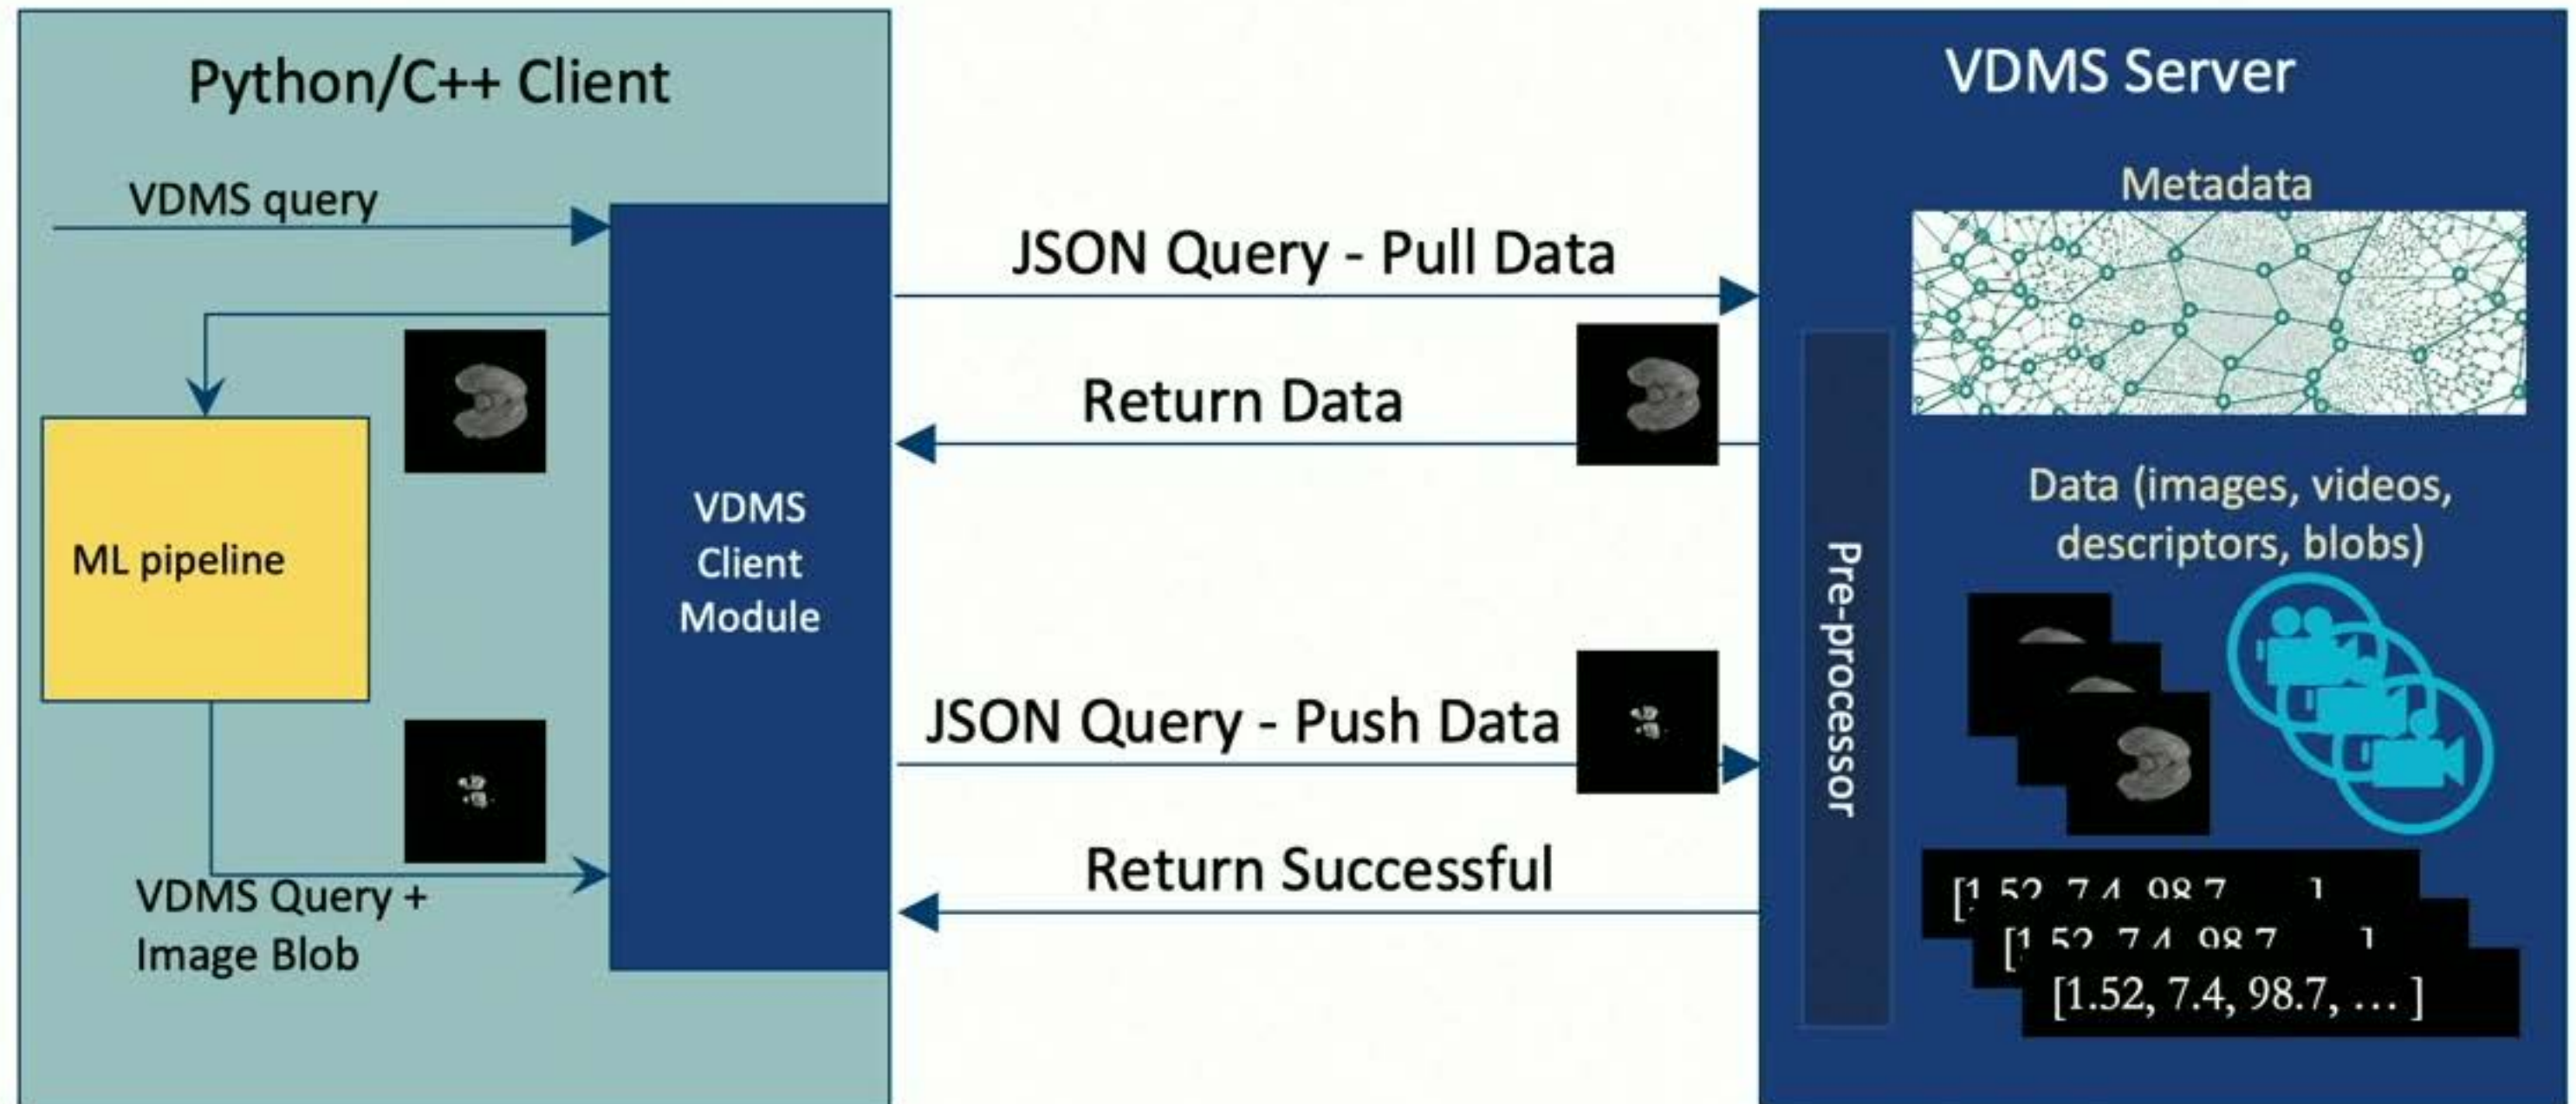 Python/C++ Client
VDMS query
ML pipeline
VDMS
Client
Module
VDMS Query +
Image Blob
JSON Query - Pull Data
Return Data
JSON Query - Push Data
Return Successful
VDMS Server
Metadata
Pre-processor
Data (images, videos,
descriptors, blobs)
[1.52, 7.4, 98.7, … ]